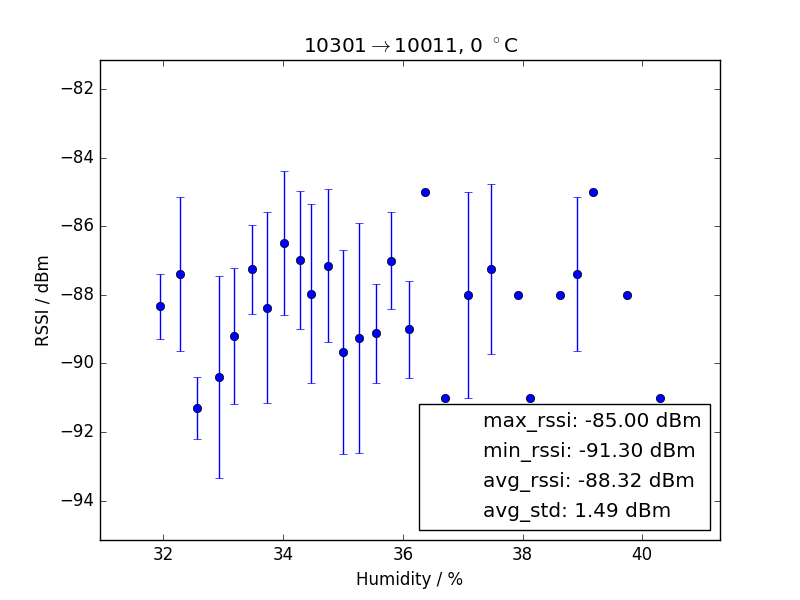 10301→10011, 0 °C
RSSI / dBm
−82
−84
−86
−88
−90
−92
−94
max_rssi: -85.00 dBm
min_rssi: -91.30 dBm
avg_rssi: -88.32 dBm
avg_std: 1.49 dBm
32 34 36 38 40
Humidity / %